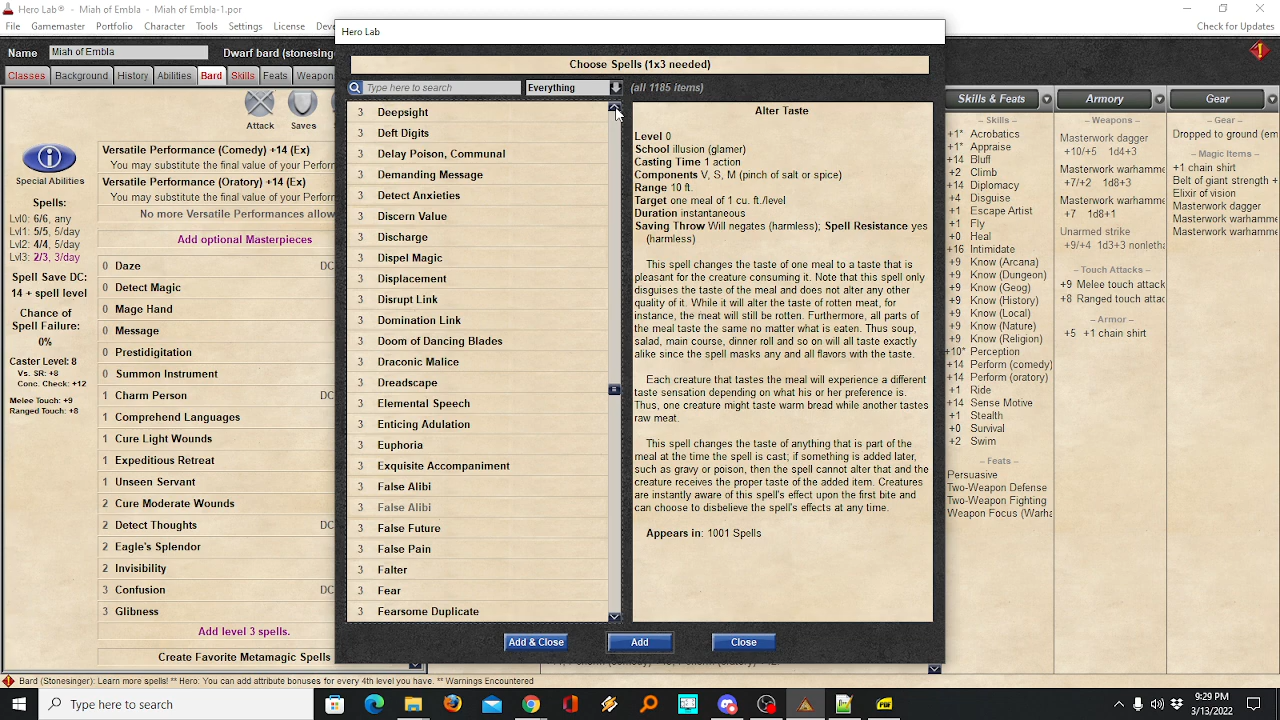 Hero Lab® - Miah of Embla - Miah of Embla-1.por
File Gamemaster Portfolio Character Tools Settings License
Check for Updates
Name Miah of Embla Dwarf bard (stonesinger)
Classes Background History Abilities Bard Skills Feats
Attack Saves
Special Abilities
Spells:
Lvl0: 6/6, any
Lvl1: 5/5, 5/day
Lvl2: 4/4, 5/day
Lvl3: 2/3, 3/day
Spell Save DC:
14 + spell level
Chance of
Spell Failure:
0%
Caster Level: 8
Vs. SR: +8
Conc. Check: +12
Melee Touch: +9
Ranged Touch: +8
Versatile Performance (Comedy) +14 (Ex)
You may substitute the final value of your
Versatile Performance (Oratory) +14 (Ex)
You may substitute the final value of your
No more Versatile Performances
Add optional Masterpieces
0 Daze DC
0 Detect Magic
0 Mage Hand
0 Message
0 Prestidigitation
0 Summon Instrument
1 Charm Person DC
1 Comprehend Languages
1 Cure Light Wounds
1 Expeditious Retreat
1 Unseen Servant
2 Cure Moderate Wounds
2 Detect Thoughts DC
2 Eagle's Splendor
2 Invisibility
3 Confusion DC
3 Glibness
Add level 3 spells.
Create Favorite Metamagic Spells
Hero Lab
Choose Spells (1x3 needed)
Type here to search Everything (all 1185 items)
3 Deepsight
3 Deft Digits
3 Delay Poison, Communal
3 Demanding Message
3 Detect Anxieties
3 Discern Value
3 Discharge
3 Dispel Magic
3 Displacement
3 Disrupt Link
3 Domination Link
3 Doom of Dancing Blades
3 Draconic Malice
3 Dreadscape
3 Elemental Speech
3 Enticing Adulation
3 Euphoria
3 Exquisite Accompaniment
3 False Alibi
3 False Alibi
3 False Future
3 False Pain
3 Falter
3 Fear
3 Fearsome Duplicate
Alter Taste
Level 0
School illusion (glamer)
Casting Time 1 action
Components V, S, M (pinch of salt or spice)
Range 10 ft.
Target one meal of 1 cu. ft./level
Duration instantaneous
Saving Throw Will negates (harmless); Spell Resistance yes
(harmless)
This spell changes the taste of one meal to a taste that is
pleasant for the creature consuming it. Note that this spell only
disguises the taste of the meal and does not alter any other
quality of it. While it will alter the taste of rotten meat, for
instance, the meat will still be rotten. Furthermore, all parts of
the meal taste the same no matter what is eaten. Thus soup,
salad, main course, dinner roll and so on will all taste exactly
alike since the spell masks any and all flavors with the taste.
Each creature that tastes the meal will experience a different
taste sensation depending on what his or her preference is.
Thus, one creature might taste warm bread while another tastes
raw meat.
This spell changes the taste of anything that is part of the
meal at the time the spell is cast; if something is added later,
such as gravy or poison, then the spell cannot alter that and the
creature receives the proper taste of the added item. Creatures
are instantly aware of this spell's effect upon the first bite and
can choose to disbelieve the spell's effects at any time.
Appears in: 1001 Spells
Add & Close Add Close
Skills & Feats
– Skills –
+1* Acrobatics
+1* Appraise
+14 Bluff
+2 Climb
+14 Diplomacy
+4 Disguise
+1 Escape Artist
+1 Fly
+0 Heal
+16 Intimidate
+9 Know (Arcana)
+9 Know (Dungeon)
+9 Know (Geog)
+9 Know (History)
+9 Know (Local)
+9 Know (Nature)
+9 Know (Religion)
+10* Perception
+14 Perform (comedy)
+14 Perform (oratory)
+1 Ride
+14 Sense Motive
+1 Stealth
+0 Survival
+2 Swim
– Feats –
Persuasive
Two-Weapon Defense
Two-Weapon Fighting
Weapon Focus
Armory
– Weapons –
Masterwork dagger
+10/+5 1d4+3
Masterwork
+7/+2 1d8+3
Masterwork
+7 1d8+1
Unarmed strike
+9/+4 1d3+3
– Touch Attacks –
+9 Melee touch
+8 Ranged touch
– Armor –
+5 +1 chain shirt
Gear
– Gear –
Dropped to ground
– Magic Items –
+1 chain shirt
Belt of giant strength
Elixir of vision
Masterwork dagger
Masterwork
Masterwork
Bard (Stonesinger): Learn more spells! ** Hero: You can add attribute bonuses for every 4th level you have. ** Warnings Encountered
Type here to search
9:29 PM
3/13/2022